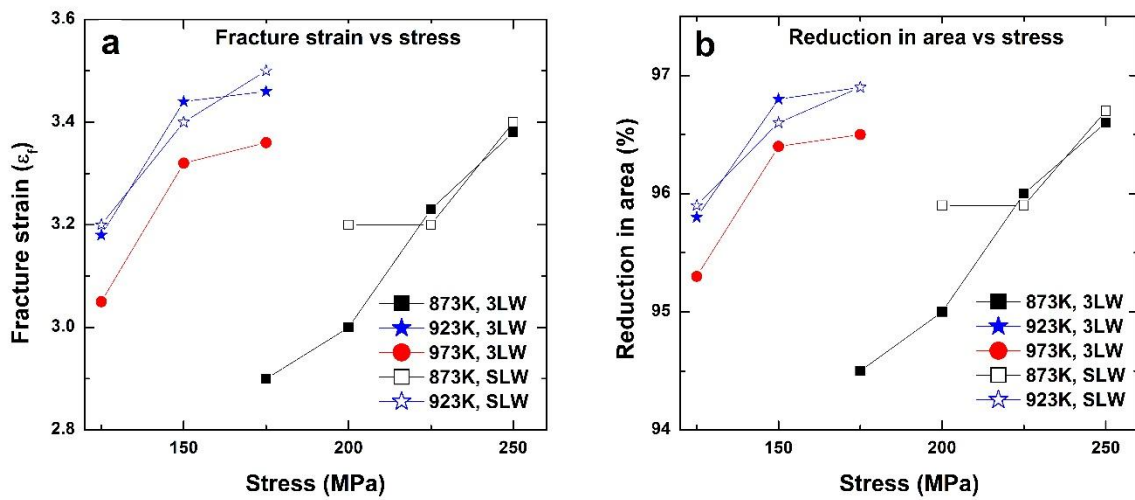 a
Fracture strain vs stress
3.6
3.4
3.2
3.0
2.8
Fracture strain (εf)
873K, 3LW
923K, 3LW
973K, 3LW
873K, SLW
923K, SLW
150
200
250
Stress (MPa)
b
Reduction in area vs stress
97
96
95
94
Reduction in area (%)
873K, 3LW
923K, 3LW
973K, 3LW
873K, SLW
923K, SLW
150
200
250
Stress (MPa)